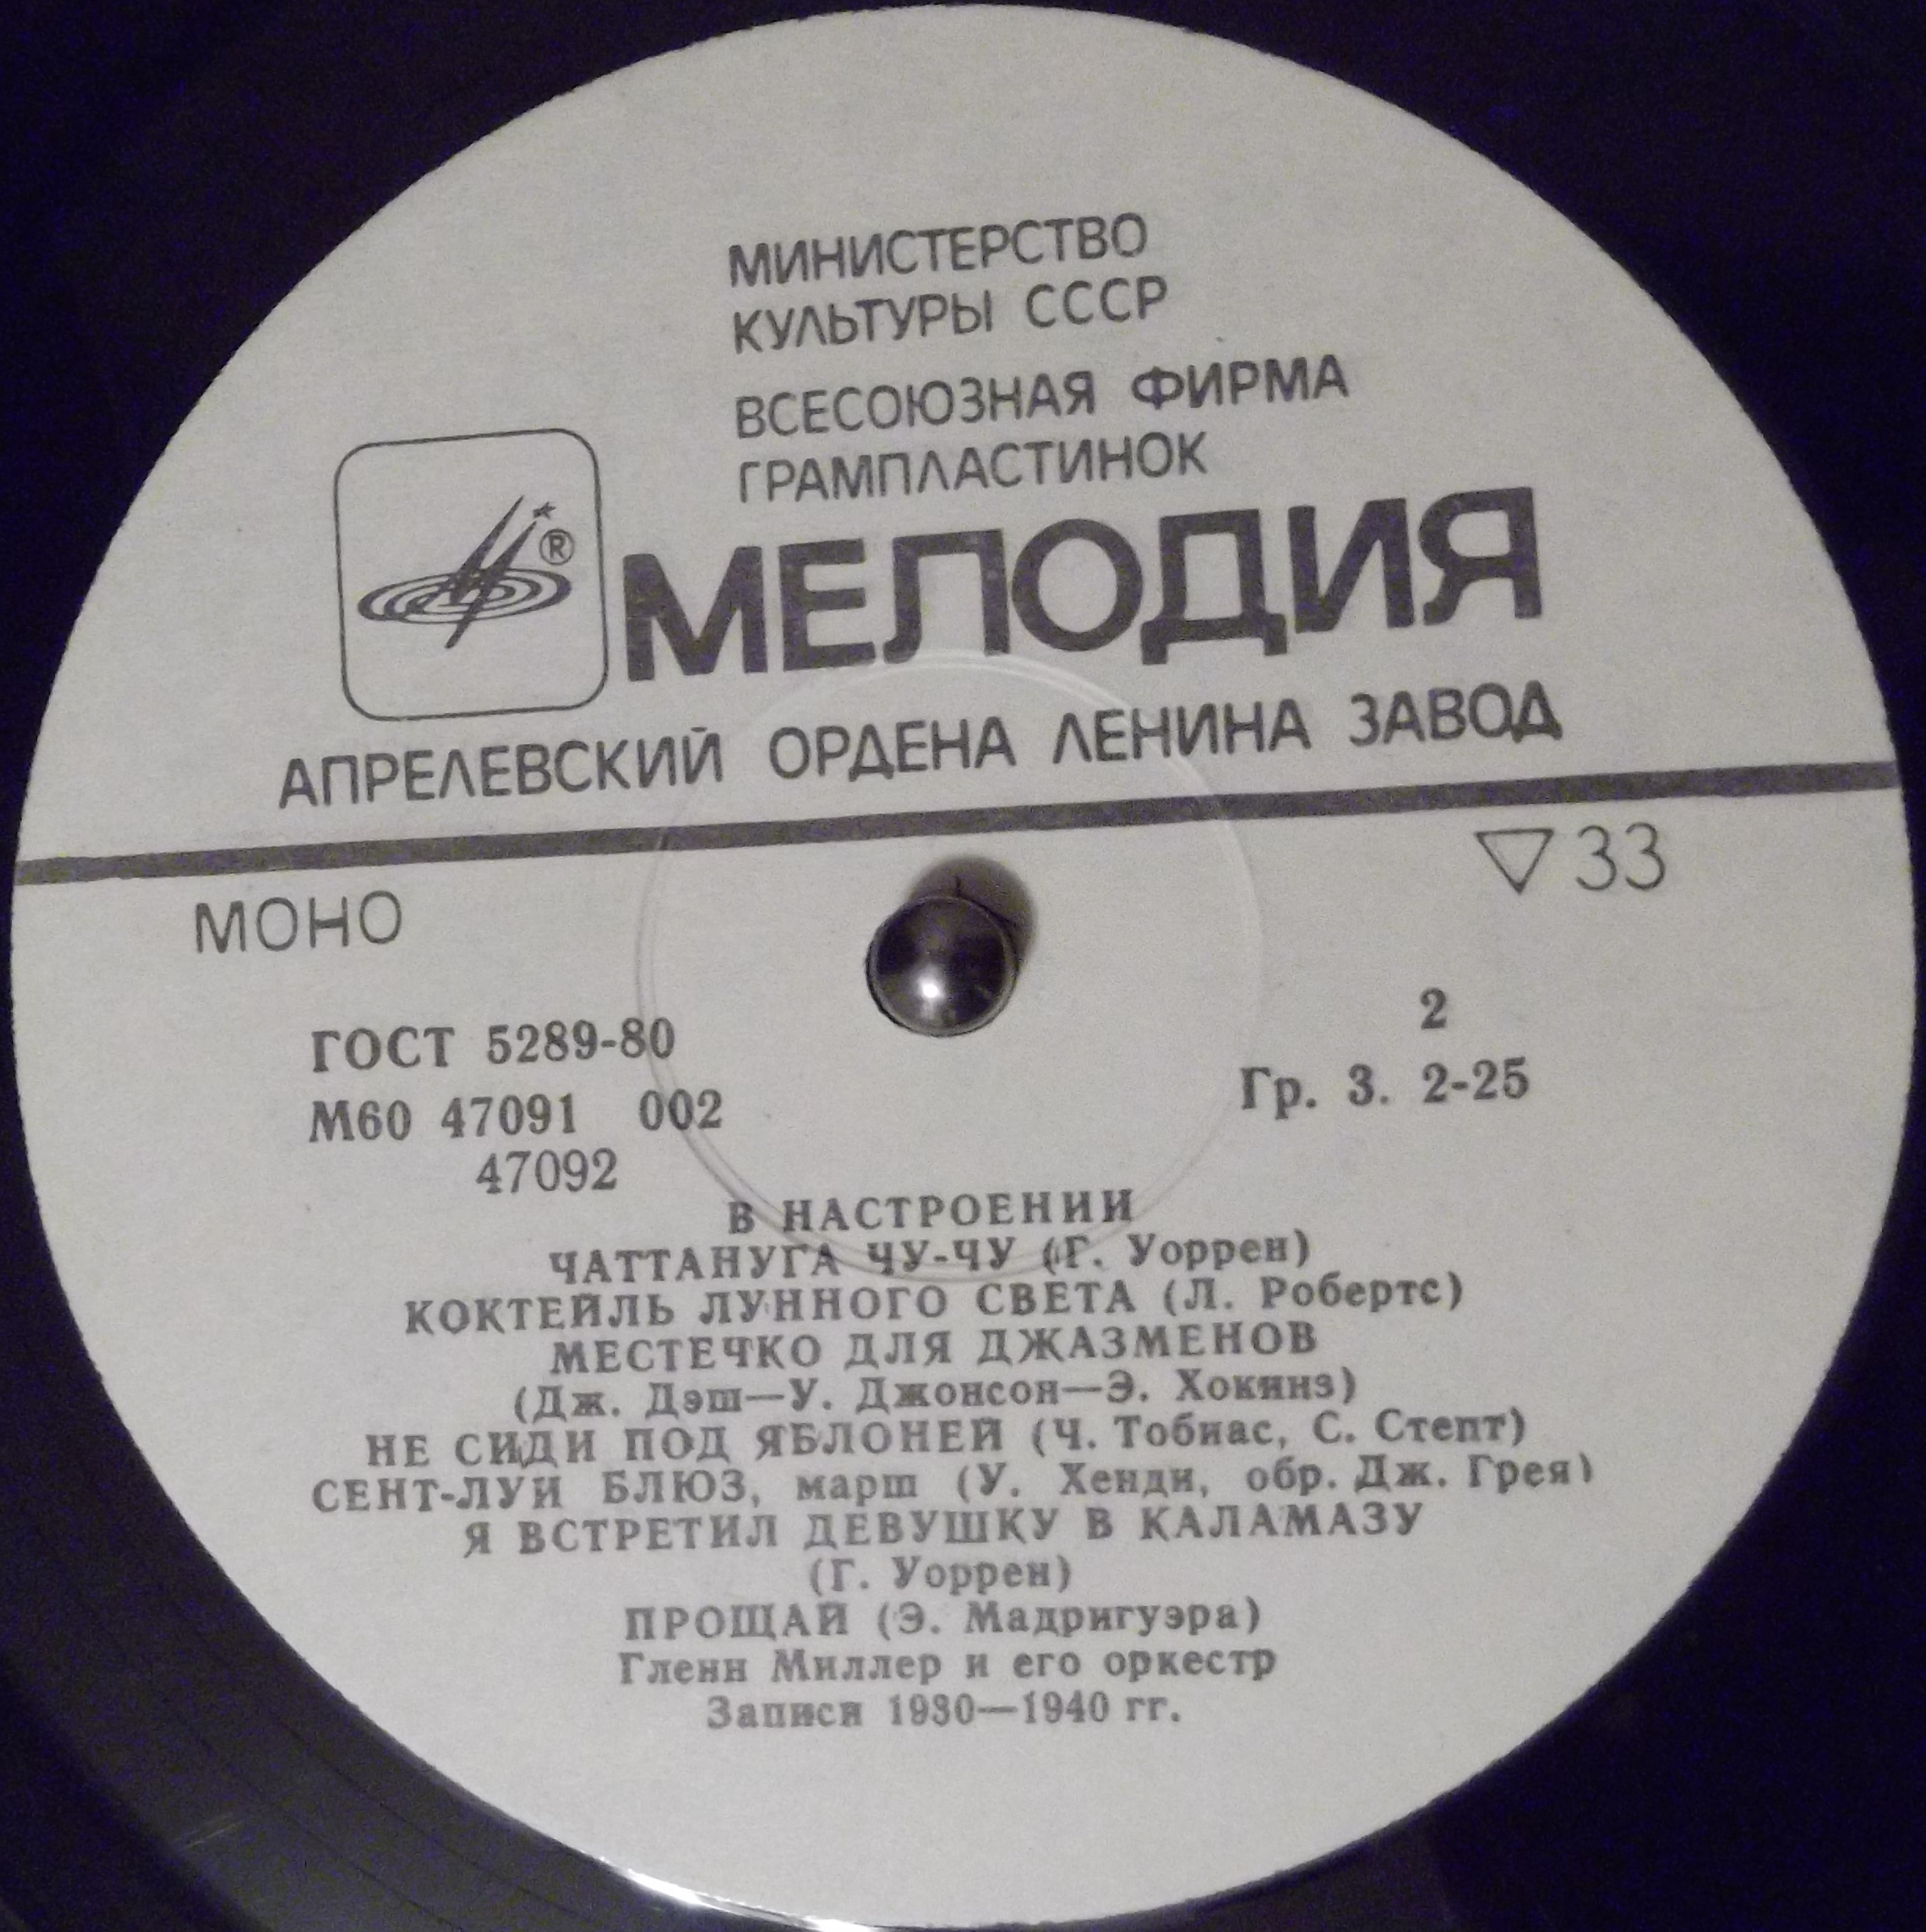 МИНИСТЕРСТВО
КУЛЬТУРЫ СССР
ВСЕСОЮЗНАЯ ФИРМА
ГРАМПЛАСТИНОК
®
МЕЛОДИЯ
АПРЕЛЕВСКИЙ ОРДЕНА ЛЕНИНА ЗАВОД
МОНО
▽ 33
ГОСТ 5289-80
2
М60 47091 002
Гр. 3. 2-25
47092
В НАСТРОЕНИИ
ЧАТТАНУГА ЧУ-ЧУ (Г. Уоррен)
КОКТЕЙЛЬ ЛУННОГО СВЕТА (Л. Робертс)
МЕСТЕЧКО ДЛЯ ДЖАЗМЕНОВ
(Дж. Дэш—У. Джонсон—Э. Хокинз)
НЕ СИДИ ПОД ЯБЛОНЕЙ (Ч. Тобиас, С. Степт)
СЕНТ-ЛУИ БЛЮЗ, марш (У. Хенди, обр. Дж. Грея)
Я ВСТРЕТИЛ ДЕВУШКУ В КАЛАМАЗУ
(Г. Уоррен)
ПРОЩАЙ (Э. Мадригуэра)
Гленн Миллер и его оркестр
Записи 1930—1940 гг.